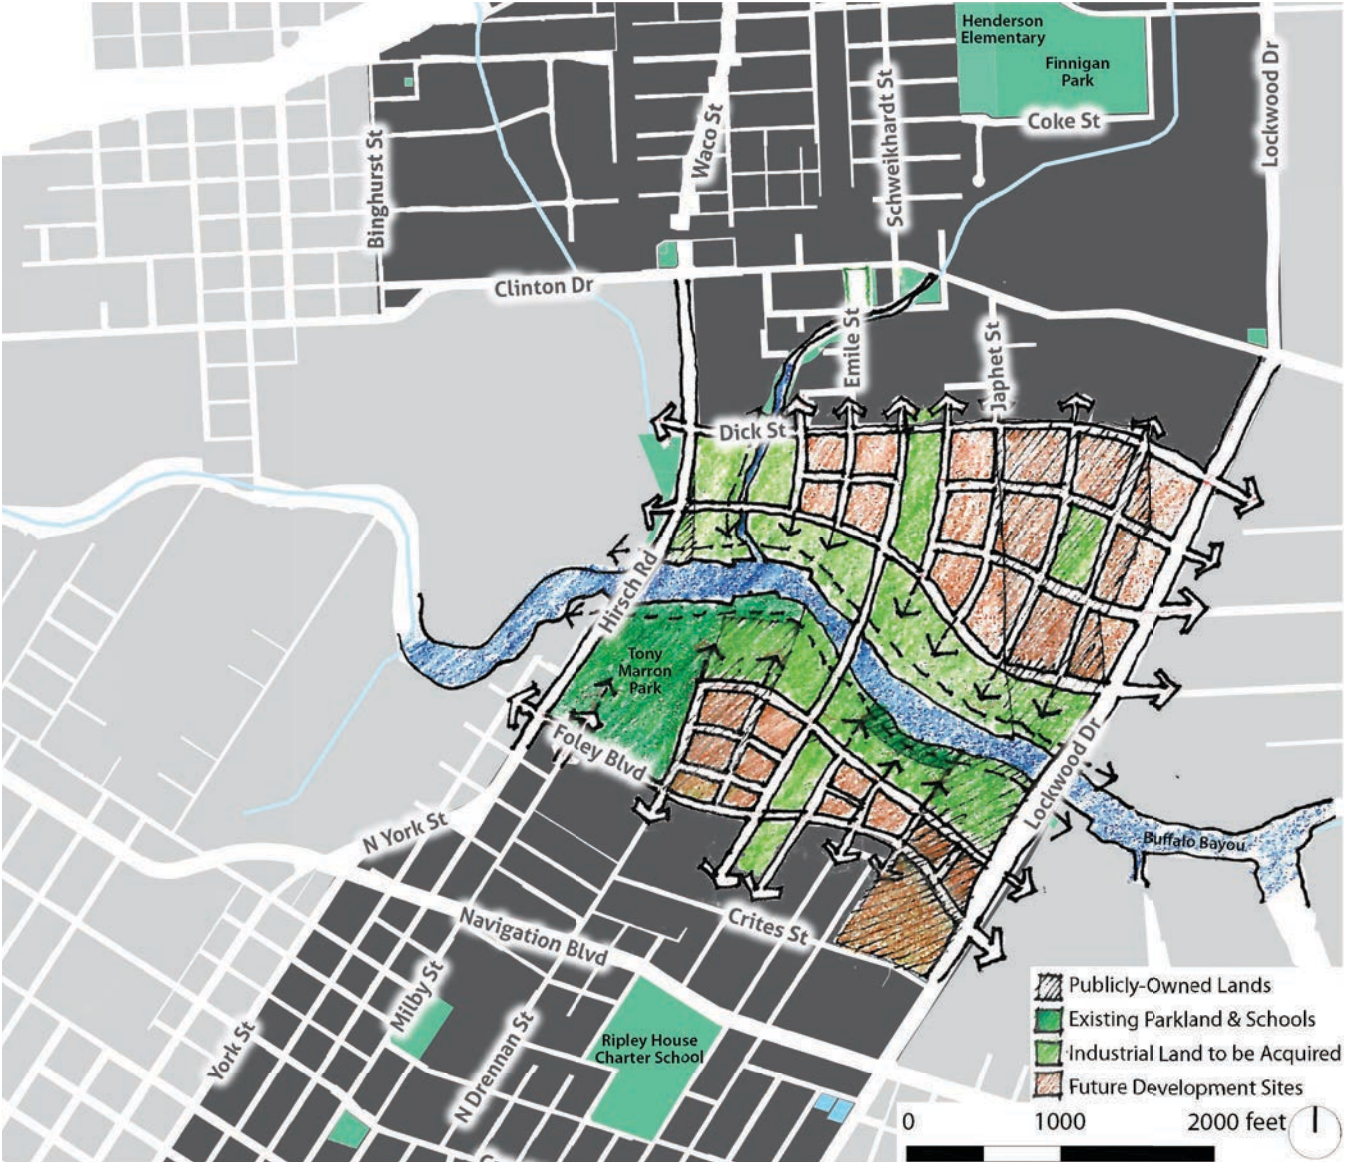 Henderson
Elementary
Finnigan
Park
Coke St
Lockwood Dr
Schweikhardt St
Waco St
Binghurst St
Clinton Dr
Emile St
Japhet St
Dick St
Hirsch Rd
Tony
Marron
Park
Foley Blvd
Lockwood Dr
N York St
Buffalo Bayou
Navigation Blvd
Crites St
Milby St
York St
N Drennan St
Ripley House
Charter School
Publicly-Owned Lands
Existing Parkland & Schools
Industrial Land to be Acquired
Future Development Sites
0 1000 2000 feet